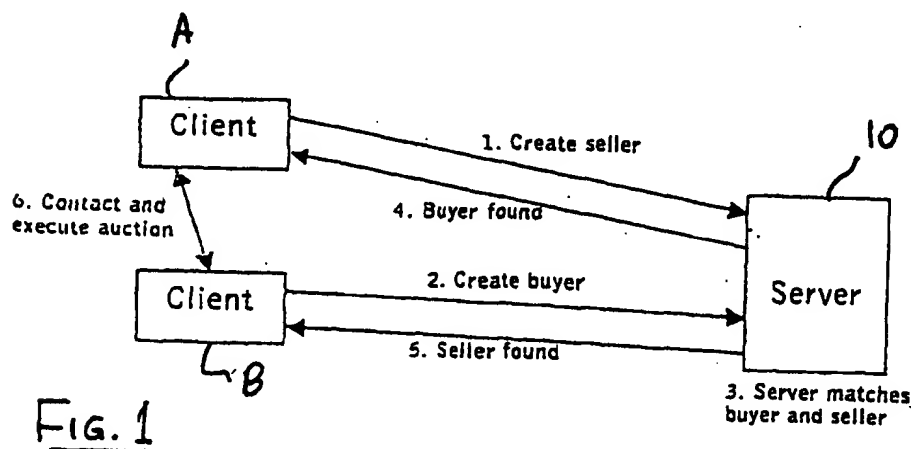 A
Client
1. Create seller
10
4. Buyer found
6. Contact and
execute auction
Client
2. Create buyer
Server
5. Seller found
B
3. Server matches
buyer and seller
FIG. 1